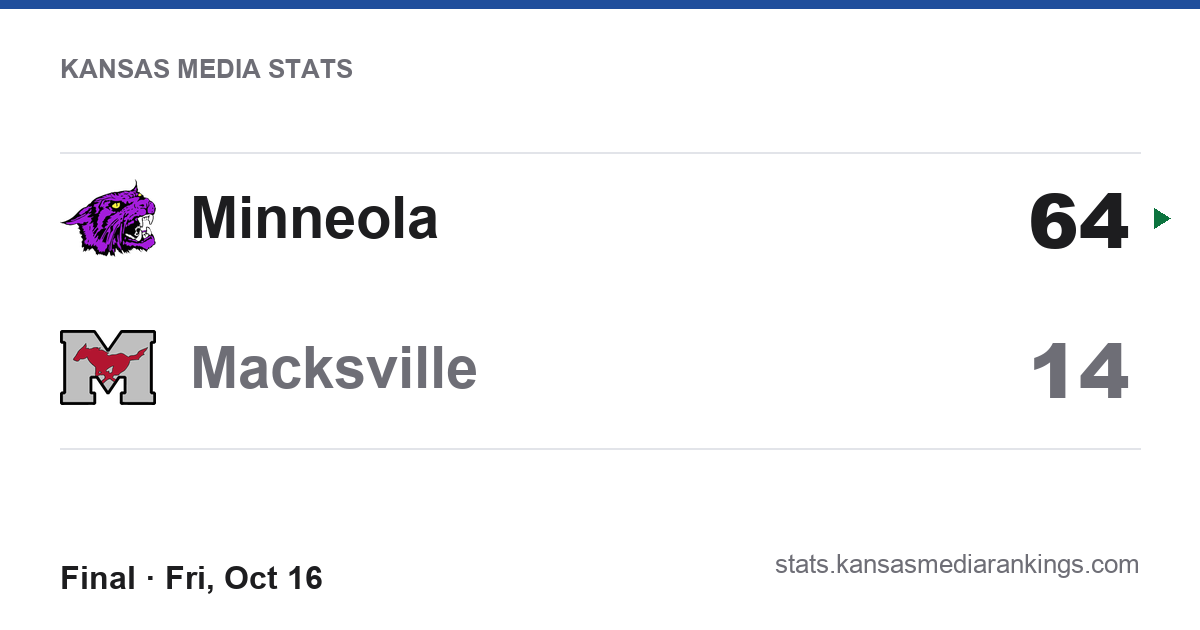 KANSAS MEDIA STATS
Minneola 64
Macksville 14
Final · Fri, Oct 16
stats.kansasmediarankings.com